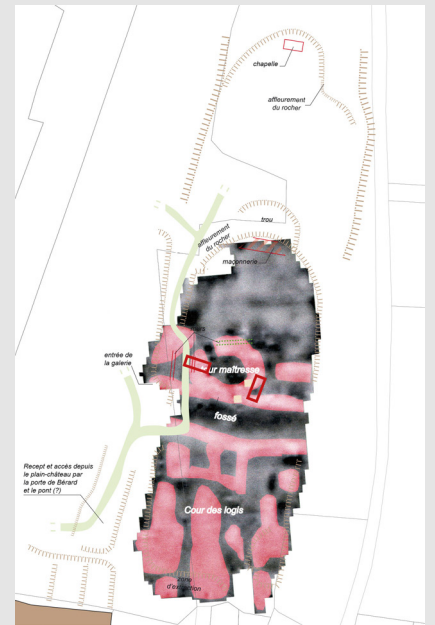 chapelle
affleurement
du rocher
trou
affleurement
du rocher
maçonnerie
entrée de
la galerie
maîtresse
fossé
Recept et accès depuis
le plain-château par
la porte de Bérard
et le pont (?)
Cour des logis
zone
d'extraction